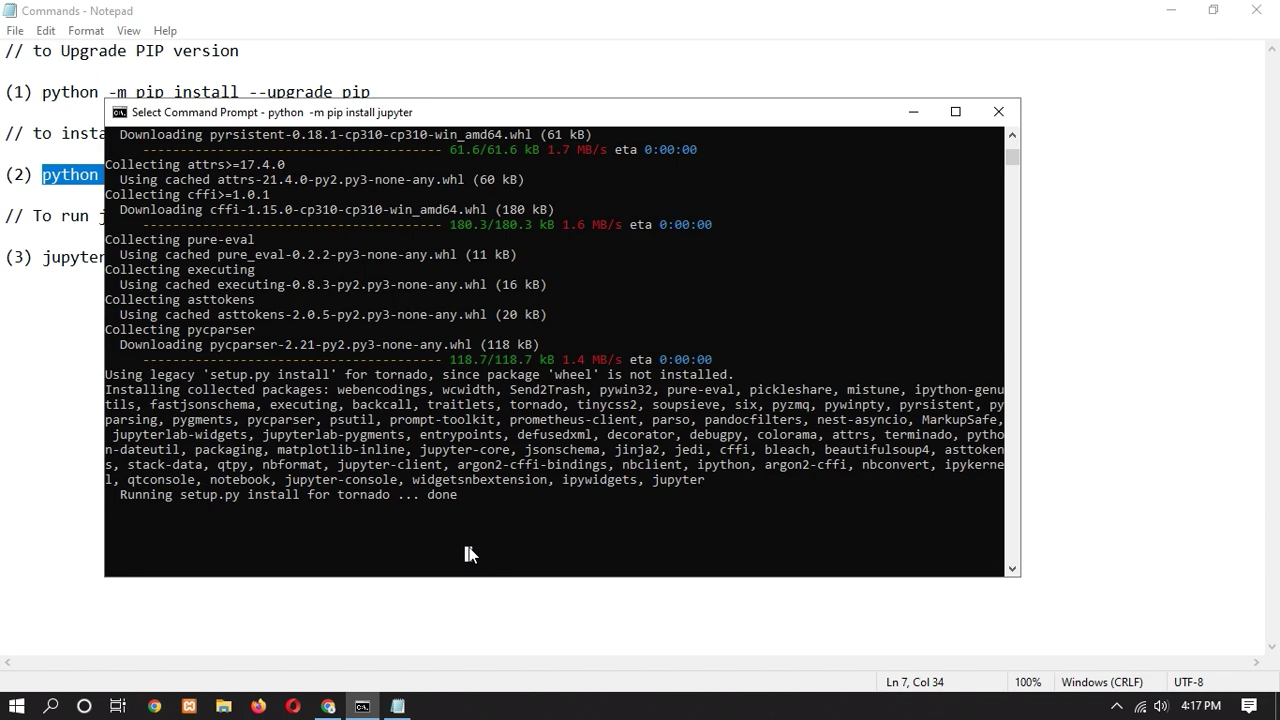 Commands - Notepad
File Edit Format View Help
// to Upgrade PIP version
(1) python -m pip install --upgrade pip
// to insta
(2) python
// To run j
(3) jupyter
Select Command Prompt - python -m pip install jupyter
Downloading pyrsistent-0.18.1-cp310-cp310-win_amd64.whl (61 kB)
---------------------------------------- 61.6/61.6 kB 1.7 MB/s eta 0:00:00
Collecting attrs>=17.4.0
Using cached attrs-21.4.0-py2.py3-none-any.whl (60 kB)
Collecting cffi>=1.0.1
Downloading cffi-1.15.0-cp310-cp310-win_amd64.whl (180 kB)
---------------------------------------- 180.3/180.3 kB 1.6 MB/s eta 0:00:00
Collecting pure-eval
Using cached pure_eval-0.2.2-py3-none-any.whl (11 kB)
Collecting executing
Using cached executing-0.8.3-py2.py3-none-any.whl (16 kB)
Collecting asttokens
Using cached asttokens-2.0.5-py2.py3-none-any.whl (20 kB)
Collecting pycparser
Downloading pycparser-2.21-py2.py3-none-any.whl (118 kB)
---------------------------------------- 118.7/118.7 kB 1.4 MB/s eta 0:00:00
Using legacy 'setup.py install' for tornado, since package 'wheel' is not installed.
Installing collected packages: webencodings, wcwidth, Send2Trash, pywin32, pure-eval, pickleshare, mistune, ipython-genu
tils, fastjsonschema, executing, backcall, traitlets, tornado, tinycss2, soupsieve, six, pyzmq, pywinpty, pyrsistent, py
parsing, pygments, pycparser, psutil, prompt-toolkit, prometheus-client, parso, pandocfilters, nest-asyncio, MarkupSafe,
jupyterlab-widgets, jupyterlab-pygments, entrypoints, defusedxml, decorator, debugpy, colorama, attrs, terminado, pytho
n-dateutil, packaging, matplotlib-inline, jupyter-core, jsonschema, jinja2, jedi, cffi, bleach, beautifulsoup4, asttoken
s, stack-data, qtpy, nbformat, jupyter-client, argon2-cffi-bindings, nbclient, ipython, argon2-cffi, nbconvert, ipykerne
l, qtconsole, notebook, jupyter-console, widgetsnbextension, ipywidgets, jupyter
Running setup.py install for tornado ... done
Ln 7, Col 34 100% Windows (CRLF) UTF-8
4:17 PM